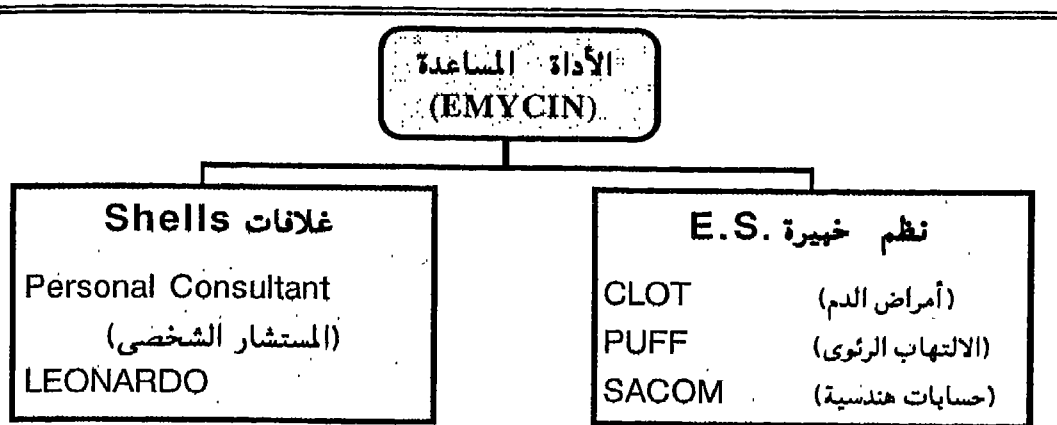 الأداة المساعدة
(EMYCIN)
نظم خبيرة E.S.
CLOT (أمراض الدم)
PUFF (الالتهاب الرئوى)
SACOM (حسابات هندسية)
غلافات Shells
Personal Consultant
(المستشار الشخصى)
LEONARDO